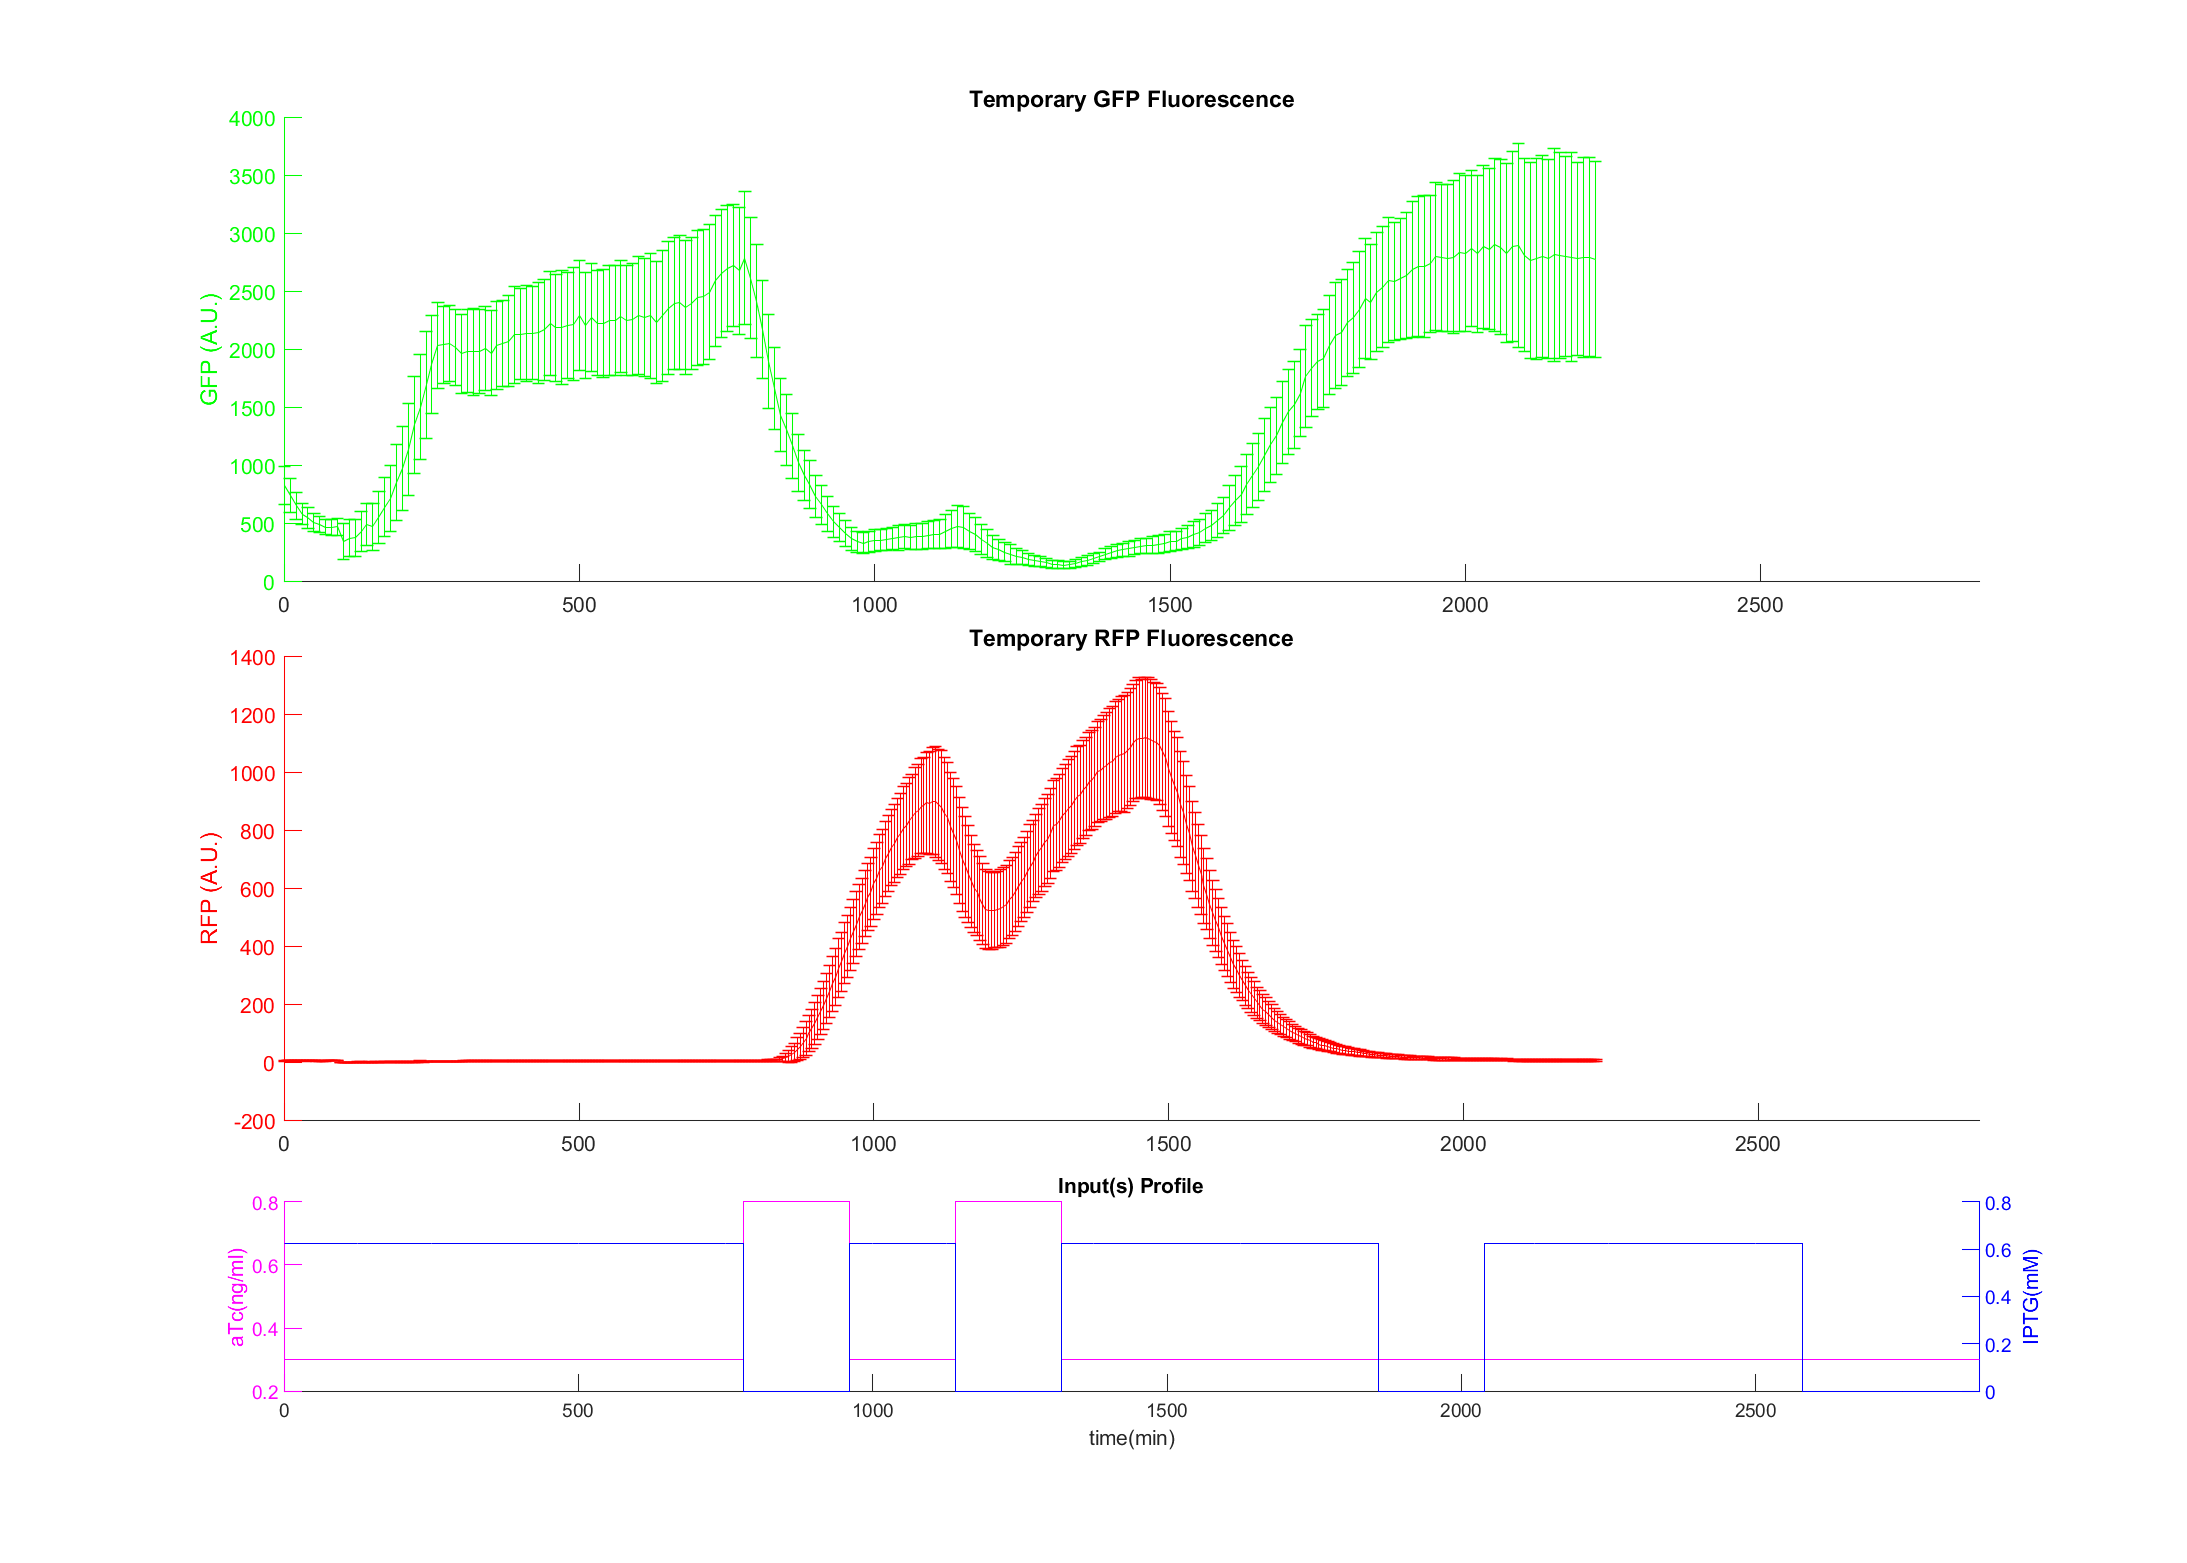 Temporary GFP Fluorescence
4000
3500
3000
2500
2000
1500
1000
500
0
GFP (A.U.)
0 500 1000 1500 2000 2500
Temporary RFP Fluorescence
1400
1200
1000
800
600
400
200
0
-200
RFP (A.U.)
0 500 1000 1500 2000 2500
Input(s) Profile
0.8
0.6
0.4
0.2
aTc(ng/ml)
0.8
0.6
0.4
0.2
0
IPTG(mM)
0 500 1000 1500 2000 2500
time(min)